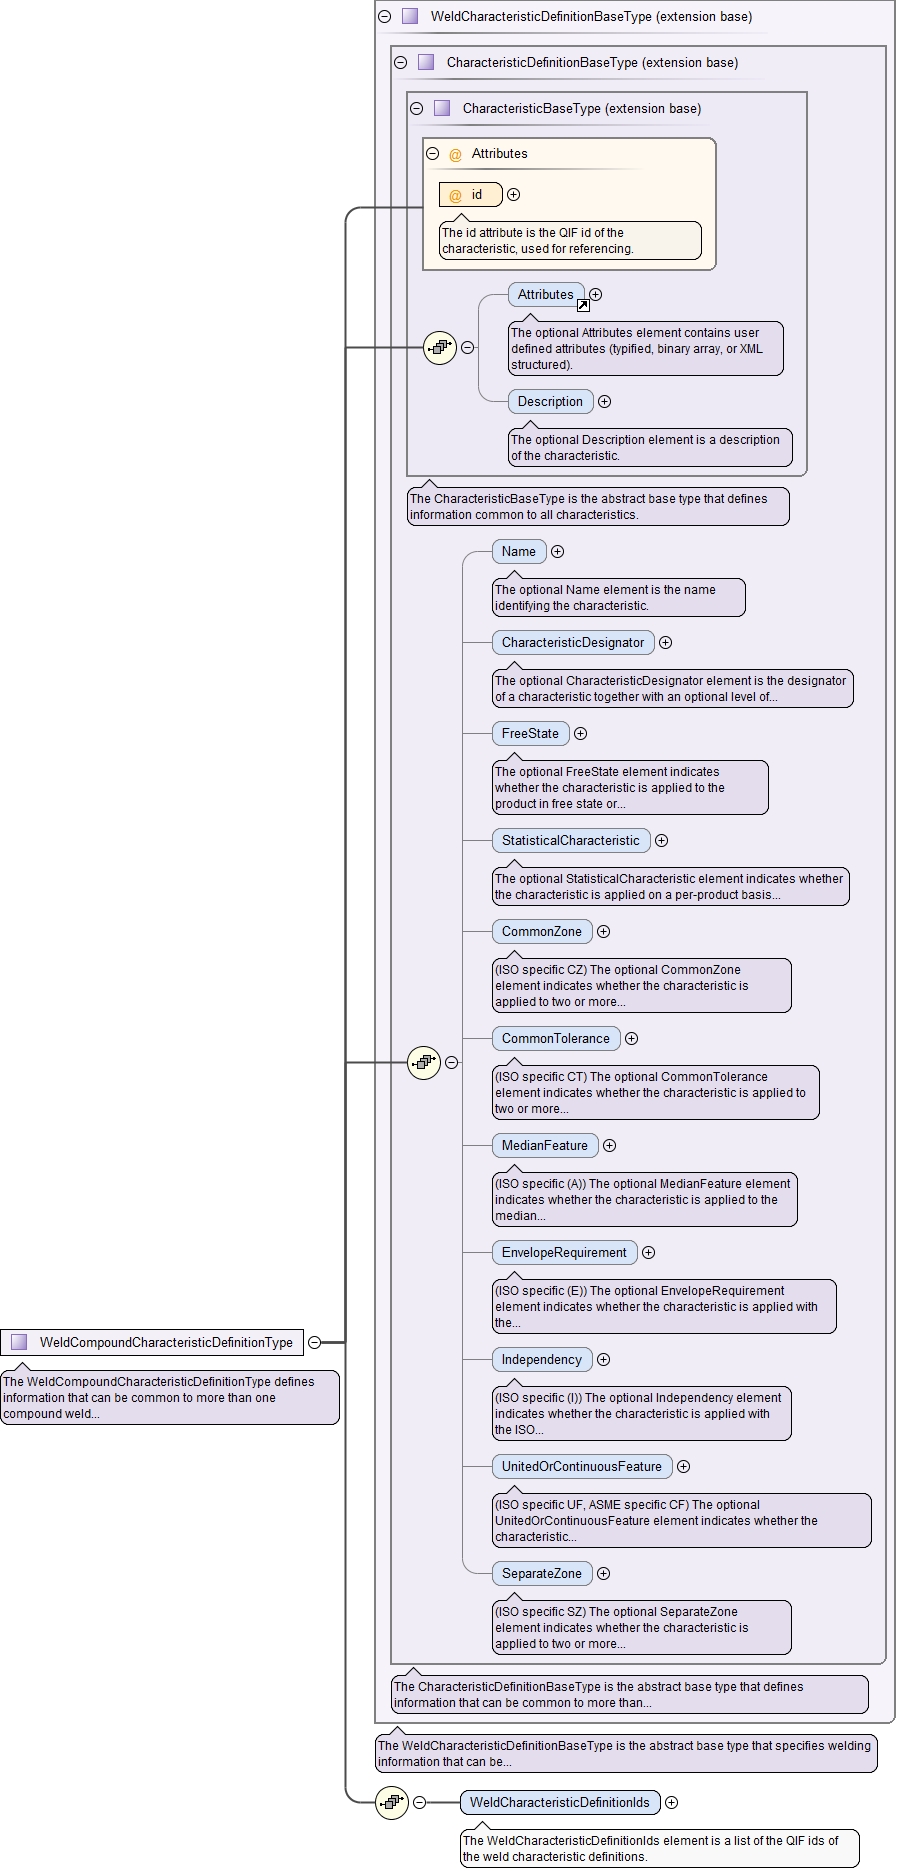 WeldCharacteristicDefinitionBaseType (extension base)
CharacteristicDefinitionBaseType (extension base)
CharacteristicBaseType (extension base)
@ Attributes
@ id
The id attribute is the QIF id of the
characteristic, used for referencing.
Attributes
The optional Attributes element contains user
defined attributes (typified, binary array, or XML
structured).
Description
The optional Description element is a description
of the characteristic.
The CharacteristicBaseType is the abstract base type that defines
information common to all characteristics.
Name
The optional Name element is the name
identifying the characteristic.
CharacteristicDesignator
The optional CharacteristicDesignator element is the designator
of a characteristic together with an optional level of...
FreeState
The optional FreeState element indicates
whether the characteristic is applied to the
product in free state or...
StatisticalCharacteristic
The optional StatisticalCharacteristic element indicates whether
the characteristic is applied on a per-product basis...
CommonZone
(ISO specific CZ) The optional CommonZone
element indicates whether the characteristic is
applied to two or more...
CommonTolerance
(ISO specific CT) The optional CommonTolerance
element indicates whether the characteristic is applied to
two or more...
MedianFeature
(ISO specific (A)) The optional MedianFeature element
indicates whether the characteristic is applied to the
median...
EnvelopeRequirement
(ISO specific (E)) The optional EnvelopeRequirement
element indicates whether the characteristic is applied with
the...
WeldCompoundCharacteristicDefinitionType
The WeldCompoundCharacteristicDefinitionType defines
information that can be common to more than one
compound weld...
Independency
(ISO specific (I)) The optional Independency element
indicates whether the characteristic is applied with
the ISO...
UnitedOrContinuousFeature
(ISO specific UF, ASME specific CF) The optional
UnitedOrContinuousFeature element indicates whether the
characteristic...
SeparateZone
(ISO specific SZ) The optional SeparateZone
element indicates whether the characteristic is
applied to two or more...
The CharacteristicDefinitionBaseType is the abstract base type that defines
information that can be common to more than...
The WeldCharacteristicDefinitionBaseType is the abstract base type that specifies welding
information that can be...
WeldCharacteristicDefinitionIds
The WeldCharacteristicDefinitionIds element is a list of the QIF ids of
the weld characteristic definitions.